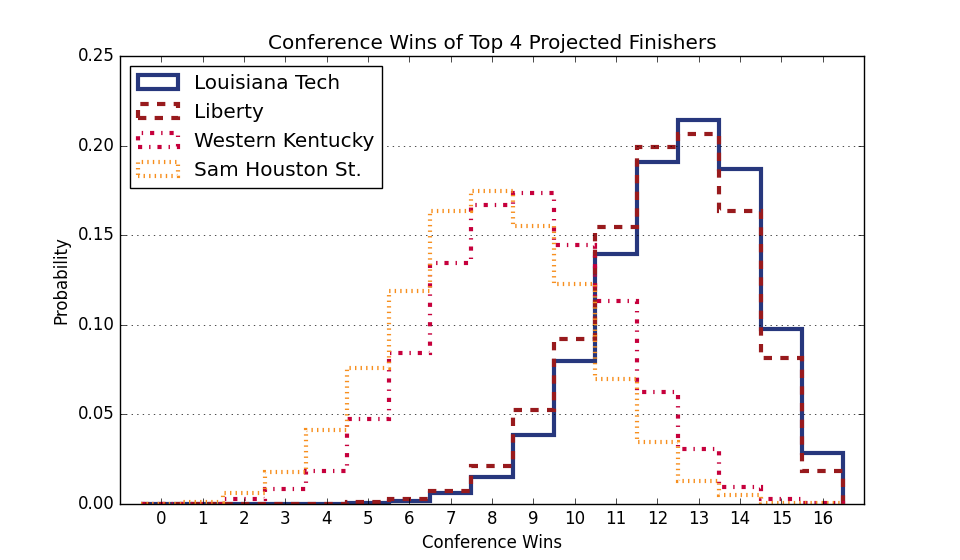 Conference Wins of Top 4 Projected Finishers
Louisiana Tech
Liberty
Western Kentucky
Sam Houston St.
0.25
0.20
0.15
0.10
0.05
0.00
Probability
0 1 2 3 4 5 6 7 8 9 10 11 12 13 14 15 16
Conference Wins